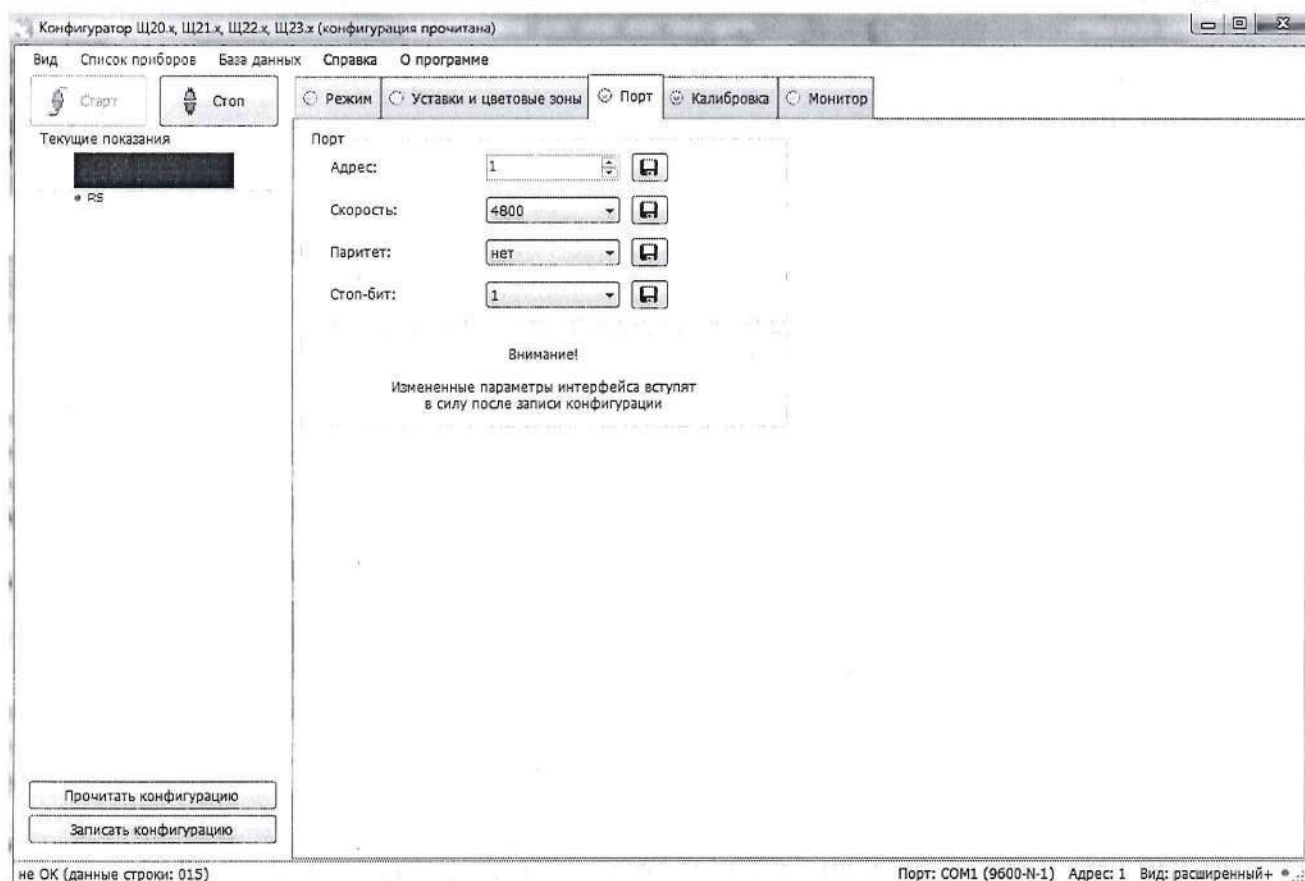 Конфигуратор Щ20.x, Щ21.x, Щ22.x, Щ23.x (конфигурация прочитана)
Вид Список приборов База данных Справка О программе
Старт Стоп
Режим Уставки и цветовые зоны Порт Калибровка Монитор
Текущие показания
RS
Порт
Адрес: 1
Скорость: 4800
Паритет: нет
Стоп-бит: 1
Внимание!
Измененные параметры интерфейса вступят
в силу после записи конфигурации
Прочитать конфигурацию
Записать конфигурацию
не ОК (данные строки: 015) Порт: COM1 (9600-N-1) Адрес: 1 Вид: расширенный+